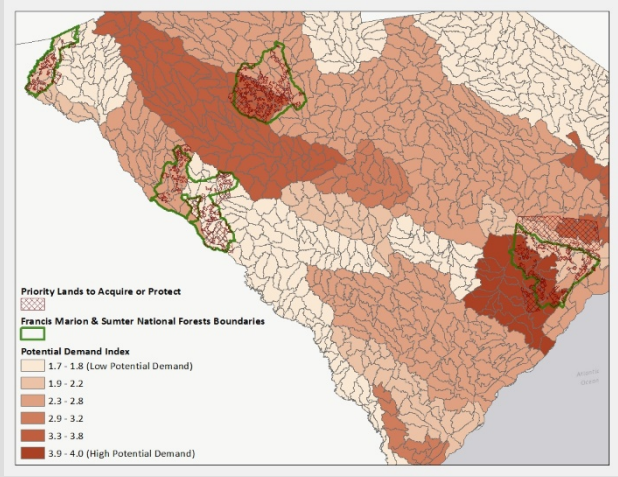 Priority Lands to Acquire or Protect
Francis Marion & Sumter National Forests Boundaries
Potential Demand Index
1.7 - 1.8 (Low Potential Demand)
1.9 - 2.2
2.3 - 2.8
2.9 - 3.2
3.3 - 3.8
3.9 - 4.0 (High Potential Demand)
Atlantic
Ocean